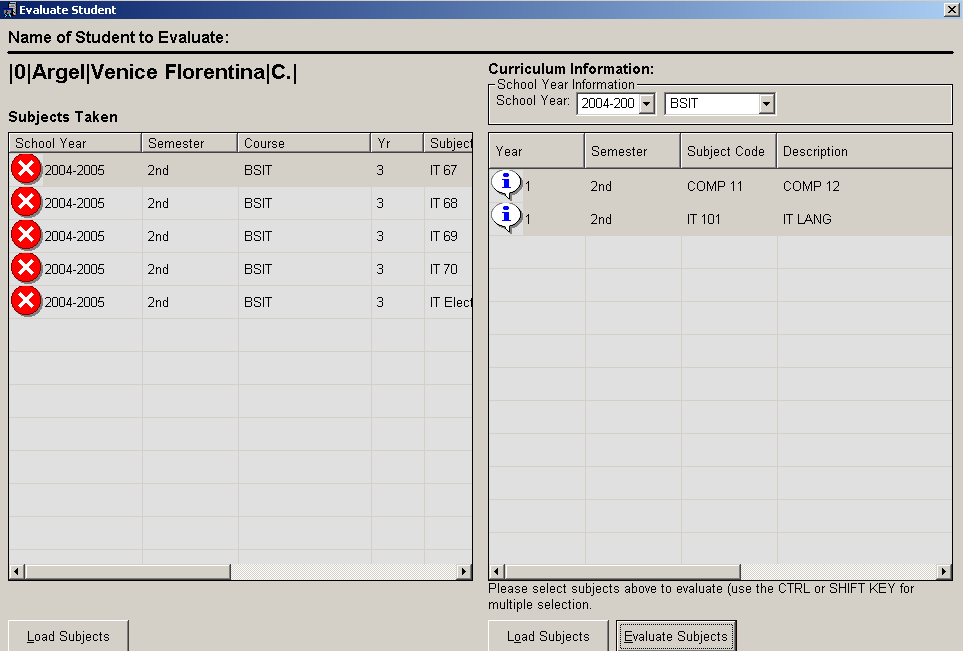 Evaluate Student
Name of Student to Evaluate:
|0|Argel|Venice Florentina|C.|
Subjects Taken
School Year Semester Course Yr Subject
2004-2005 2nd BSIT 3 IT 67
2004-2005 2nd BSIT 3 IT 68
2004-2005 2nd BSIT 3 IT 69
2004-2005 2nd BSIT 3 IT 70
2004-2005 2nd BSIT 3 IT Elect
Load Subjects
Curriculum Information:
School Year Information
School Year: 2004-200 BSIT
Year Semester Subject Code Description
1 2nd COMP 11 COMP 12
1 2nd IT 101 IT LANG
Please select subjects above to evaluate (use the CTRL or SHIFT KEY for
multiple selection.
Load Subjects Evaluate Subjects